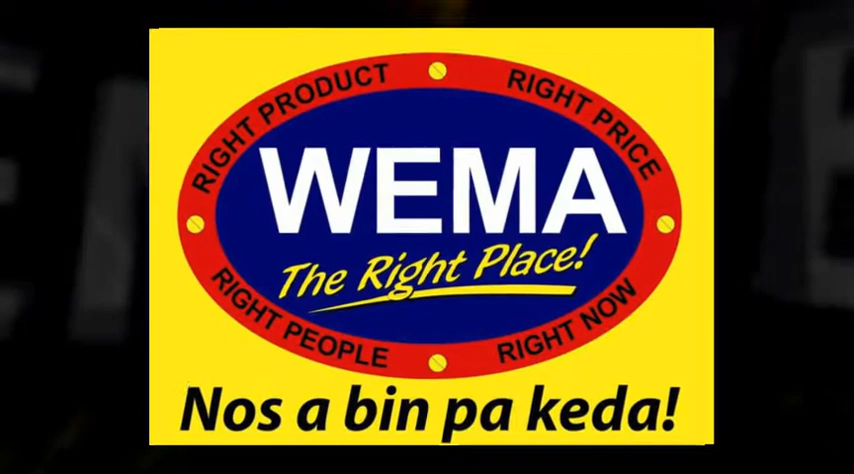 RIGHT PRODUCT
RIGHT PRICE
WEMA
The Right Place!
RIGHT PEOPLE
RIGHT NOW
Nos a bin pa keda!